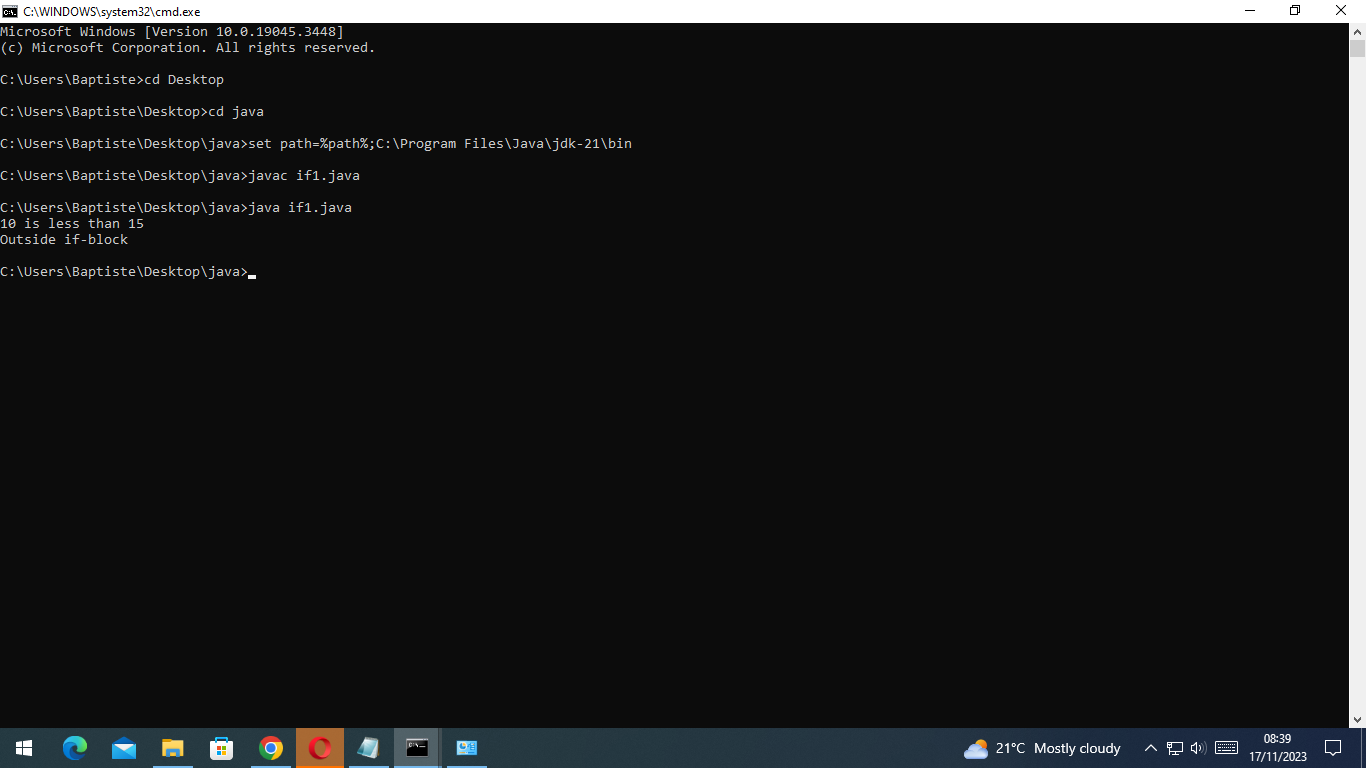 C:\WINDOWS\system32\cmd.exe
Microsoft Windows [Version 10.0.19045.3448]
(c) Microsoft Corporation. All rights reserved.
C:\Users\Baptiste>cd Desktop
C:\Users\Baptiste\Desktop>cd java
C:\Users\Baptiste\Desktop\java>set path=%path%;C:\Program Files\Java\jdk-21\bin
C:\Users\Baptiste\Desktop\java>javac if1.java
C:\Users\Baptiste\Desktop\java>java if1.java
10 is less than 15
Outside if-block
C:\Users\Baptiste\Desktop\java>
21°C Mostly cloudy
08:39
17/11/2023